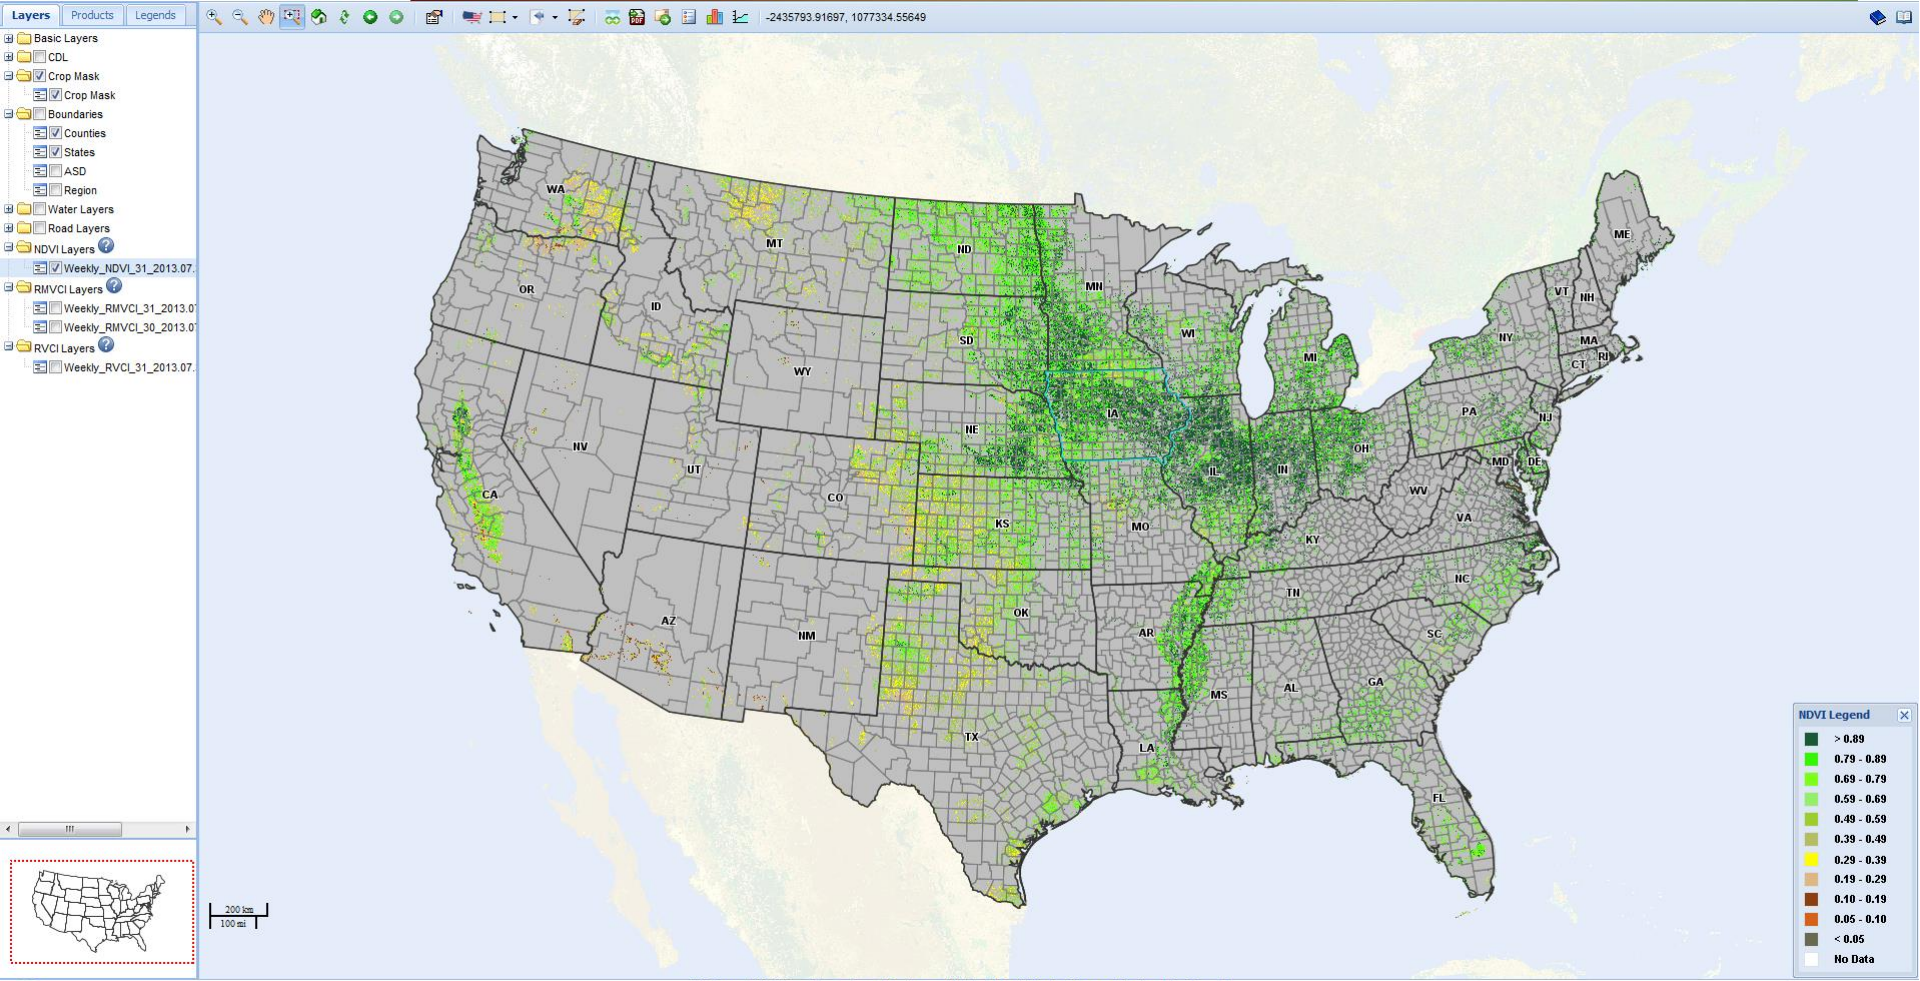 Layers Products Legends
-2435793.91697, 1077334.55649
Basic Layers
CDL
Crop Mask
Crop Mask
Boundaries
Counties
States
ASD
Region
Water Layers
Road Layers
NDVI Layers ?
Weekly_NDVI_31_2013.07.
RMVCI Layers ?
Weekly_RMVCI_31_2013.0
Weekly_RMVCI_30_2013.0
RVCI Layers ?
Weekly_RVCI_31_2013.07.
WA
MT
ND
MN
ME
OR
ID
SD
WI
MI
VT
NH
NY
MA
CT
RI
WY
NE
IA
PA
NJ
NV
UT
CO
IL
IN
OH
MD
DE
WV
CA
KS
MO
KY
VA
AZ
NM
OK
AR
TN
NC
SC
TX
LA
MS
AL
GA
FL
200 km
100 mi
NDVI Legend
> 0.89
0.79 - 0.89
0.69 - 0.79
0.59 - 0.69
0.49 - 0.59
0.39 - 0.49
0.29 - 0.39
0.19 - 0.29
0.10 - 0.19
0.05 - 0.10
< 0.05
No Data